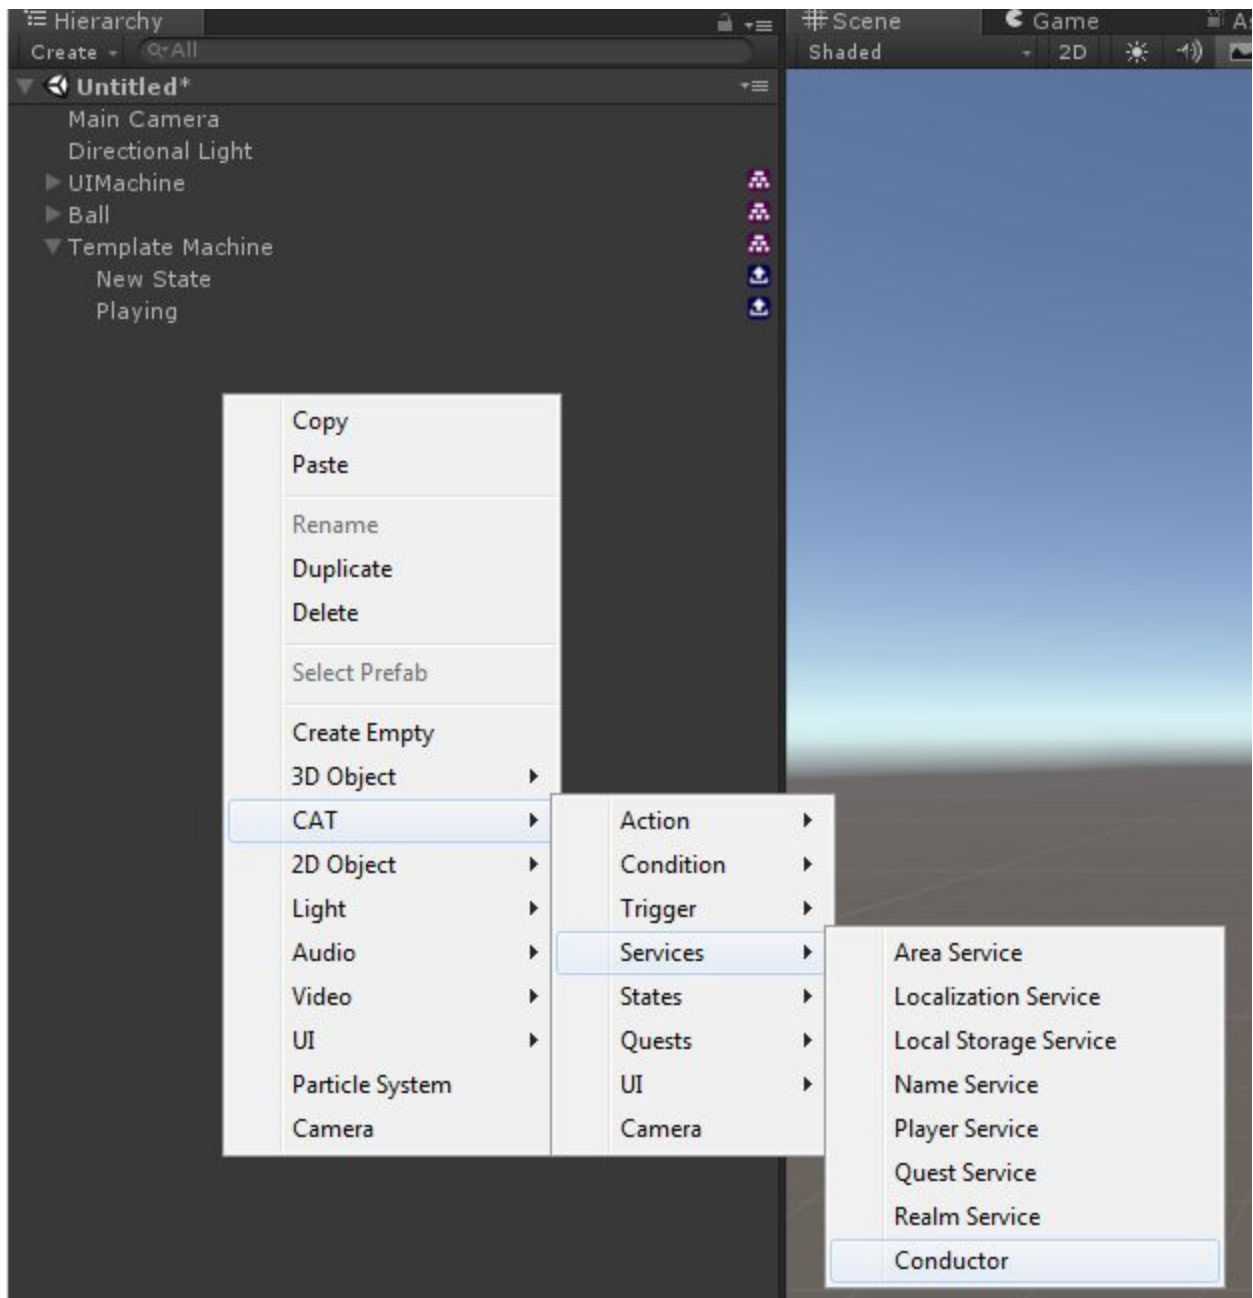 Hierarchy
Scene
Game
As
Create
All
Shaded
2D
Untitled*
Main Camera
Directional Light
UIMachine
Ball
Template Machine
New State
Playing
Copy
Paste
Rename
Duplicate
Delete
Select Prefab
Create Empty
3D Object
CAT
2D Object
Light
Audio
Video
UI
Particle System
Camera
Action
Condition
Trigger
Services
States
Quests
UI
Camera
Area Service
Localization Service
Local Storage Service
Name Service
Player Service
Quest Service
Realm Service
Conductor